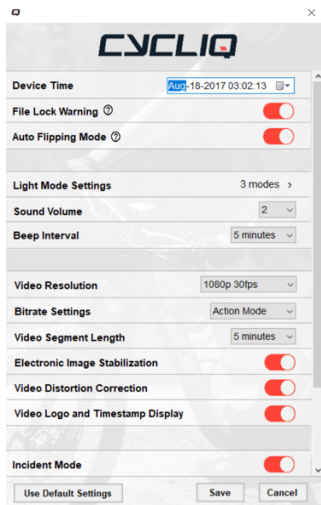 CYCLIQ
Device Time Aug-18-2017 03:02:13
File Lock Warning ?
Auto Flipping Mode ?
Light Mode Settings 3 modes >
Sound Volume 2
Beep Interval 5 minutes
Video Resolution 1080p 30fps
Bitrate Settings Action Mode
Video Segment Length 5 minutes
Electronic Image Stabilization
Video Distortion Correction
Video Logo and Timestamp Display
Incident Mode
Use Default Settings Save Cancel